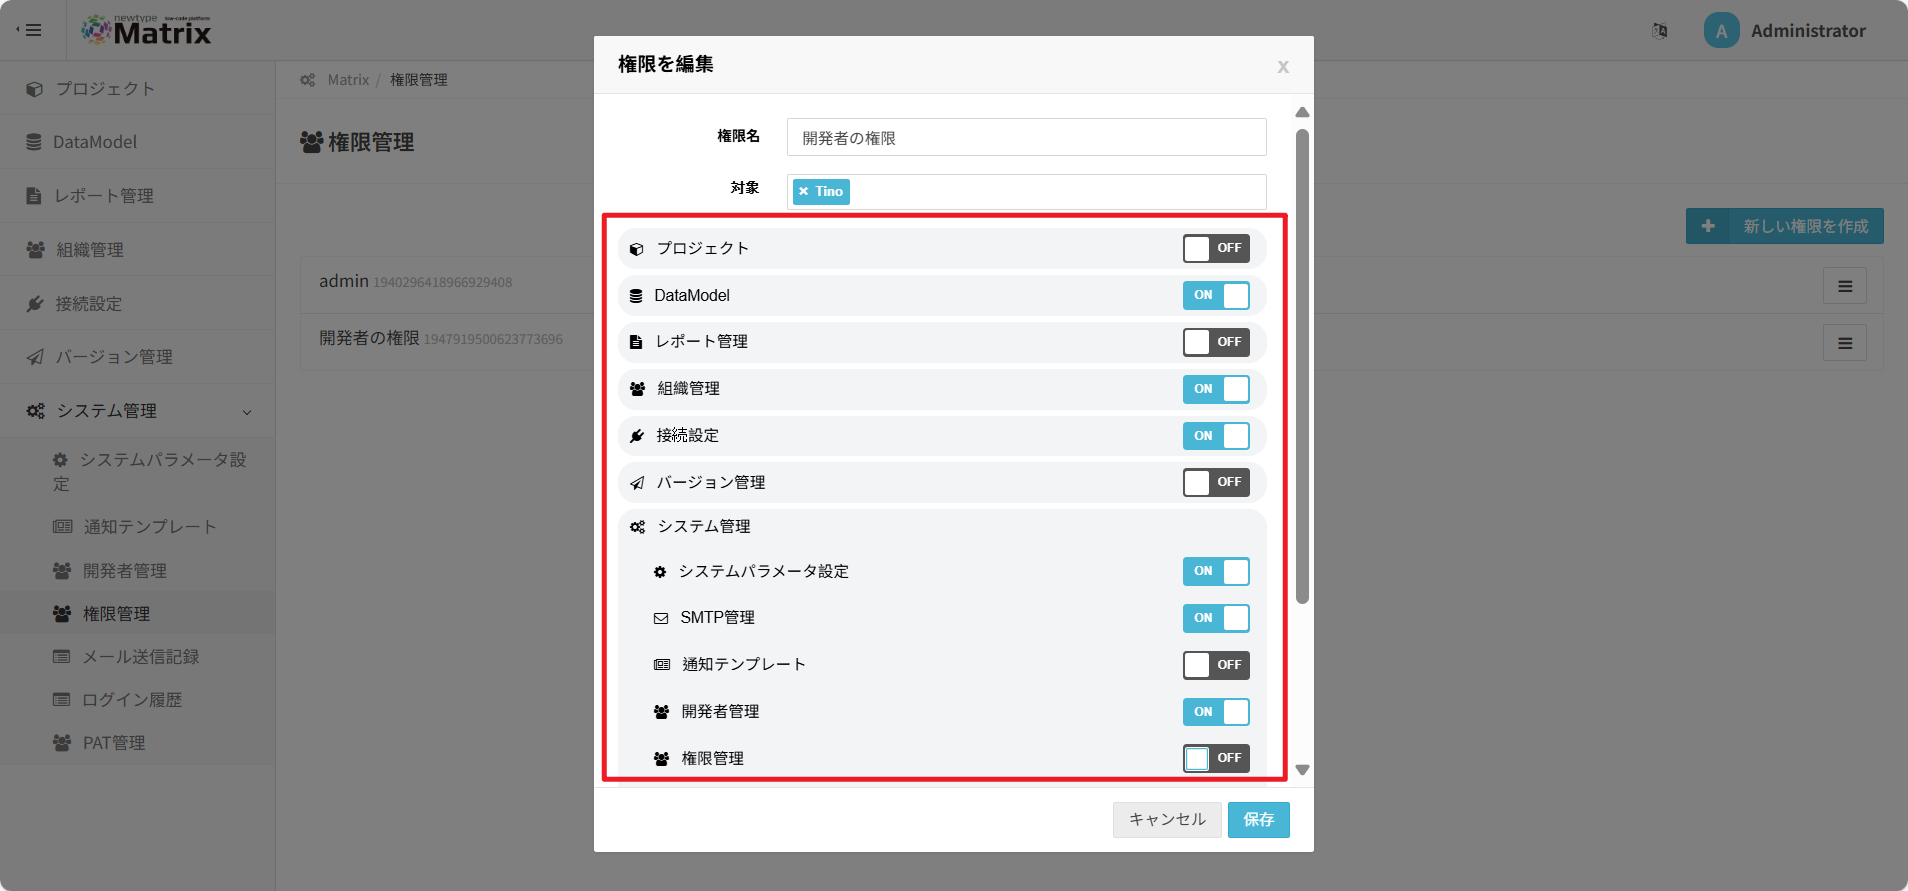 newtype low-code platform
Matrix
A Administrator
プロジェクト
DataModel
レポート管理
組織管理
接続設定
バージョン管理
システム管理
システムパラメータ設
定
通知テンプレート
開発者管理
権限管理
メール送信記録
ログイン履歴
PAT管理
Matrix / 権限管理
権限管理
+ 新しい権限を作成
admin 1940296418966929408
開発者の権限 1947919500623773696
権限を編集
x
権限名 開発者の権限
対象 × Tino
プロジェクト OFF
DataModel ON
レポート管理 OFF
組織管理 ON
接続設定 ON
バージョン管理 OFF
システム管理
システムパラメータ設定 ON
SMTP管理 ON
通知テンプレート OFF
開発者管理 ON
権限管理 OFF
キャンセル 保存